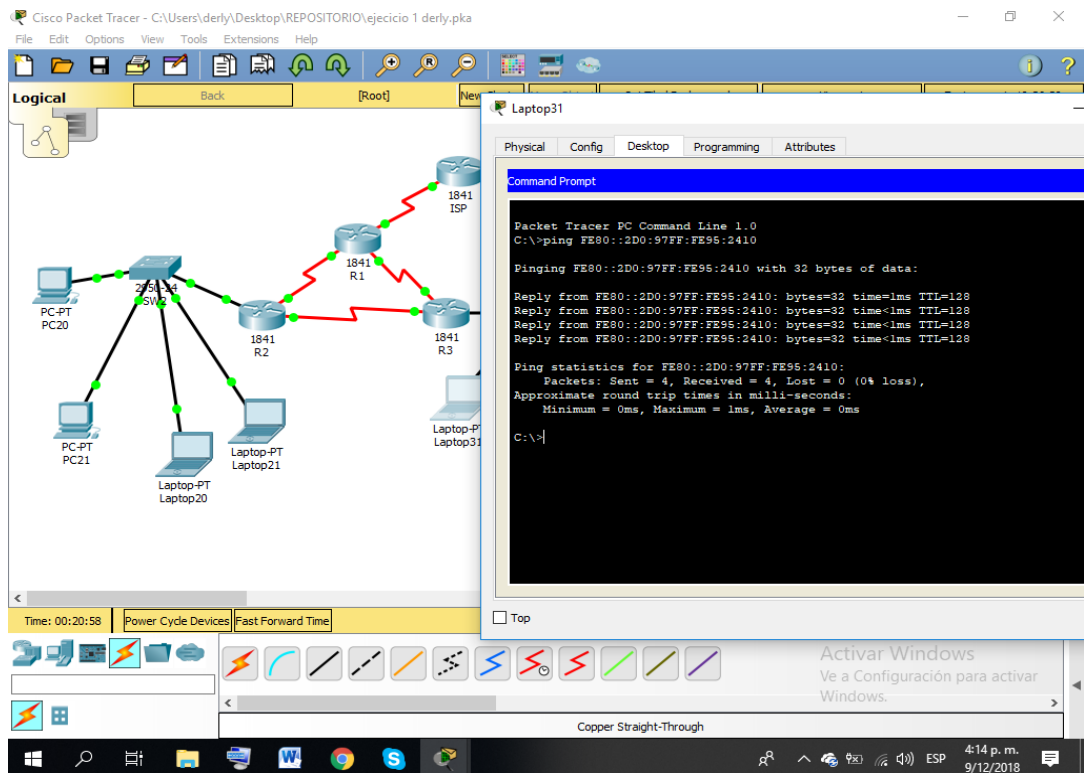 Cisco Packet Tracer - C:\Users\derly\Desktop\REPOSITORIO\ejecicio 1 derly.pka
File Edit Options View Tools Extensions Help
Logical
Back
[Root]
New
Laptop31
Physical Config Desktop Programming Attributes
Command Prompt
Packet Tracer PC Command Line 1.0
C:\>ping FE80::2D0:97FF:FE95:2410
Pinging FE80::2D0:97FF:FE95:2410 with 32 bytes of data:
Reply from FE80::2D0:97FF:FE95:2410: bytes=32 time=1ms TTL=128
Reply from FE80::2D0:97FF:FE95:2410: bytes=32 time<1ms TTL=128
Reply from FE80::2D0:97FF:FE95:2410: bytes=32 time<1ms TTL=128
Reply from FE80::2D0:97FF:FE95:2410: bytes=32 time<1ms TTL=128
Ping statistics for FE80::2D0:97FF:FE95:2410:
Packets: Sent = 4, Received = 4, Lost = 0 (0% loss),
Approximate round trip times in milli-seconds:
Minimum = 0ms, Maximum = 1ms, Average = 0ms
C:\>
Top
1841
ISP
1841
R1
2950-24
SW2
PC-PT
PC20
1841
R2
1841
R3
PC-PT
PC21
Laptop-PT
Laptop20
Laptop-PT
Laptop21
Laptop-P
Laptop31
Time: 00:20:58
Power Cycle Devices Fast Forward Time
Activar Windows
Ve a Configuración para activar
Windows.
Copper Straight-Through
ESP
4:14 p. m.
9/12/2018